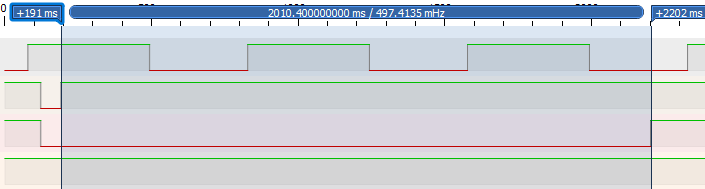 0
+191 ms
2010.400000000 ms / 497.4135 mHz
+2202 ms